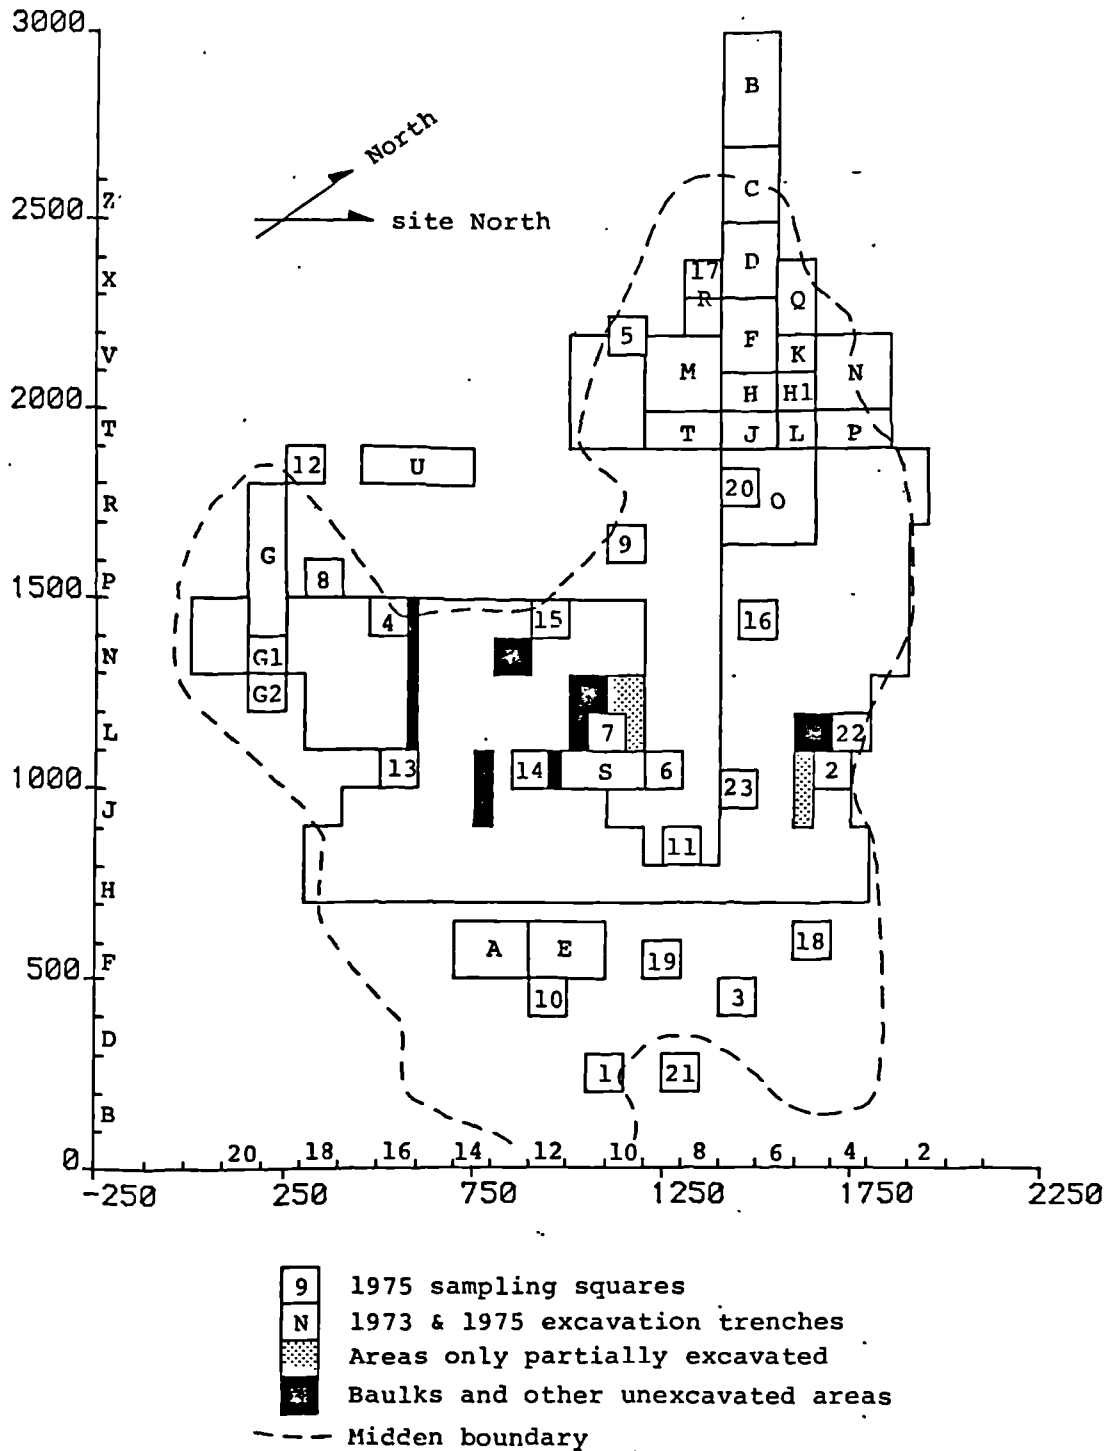 3000
B
North
Z
C
2500
site North
D
X
17
R
Q
5
F
V
K
M
N
H
H1
2000
T
T
J
L
P
12
U
20
O
R
9
G
8
P
1500
4
15
16
N
G1
G2
L
7
22
13
14
S
6
2
1000
23
J
11
H
A
E
18
F
19
500
10
3
D
1
21
B
0
20 18 16 14 12 10 8 6 4 2
-250 250 750 1250 1750 2250
9 1975 sampling squares
N 1973 & 1975 excavation trenches
Areas only partially excavated
Baulks and other unexcavated areas
Midden boundary